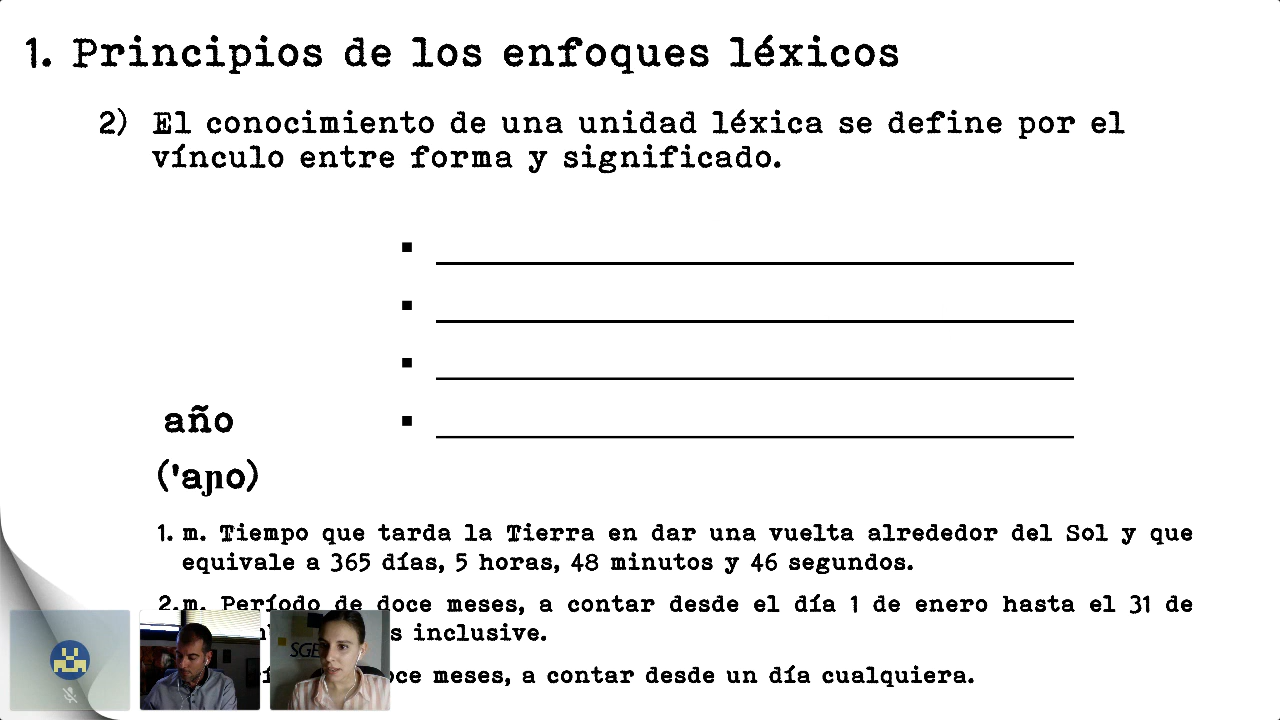 1. Principios de los enfoques léxicos
2) El conocimiento de una unidad léxica se define por el
vínculo entre forma y significado.
año
('aɲo)
1. m. Tiempo que tarda la Tierra en dar una vuelta alrededor del Sol y que
equivale a 365 días, 5 horas, 48 minutos y 46 segundos.
2.m. Período de doce meses, a contar desde el día 1 de enero hasta el 31 de
inclusive.
meses, a contar desde un día cualquiera.
SGE